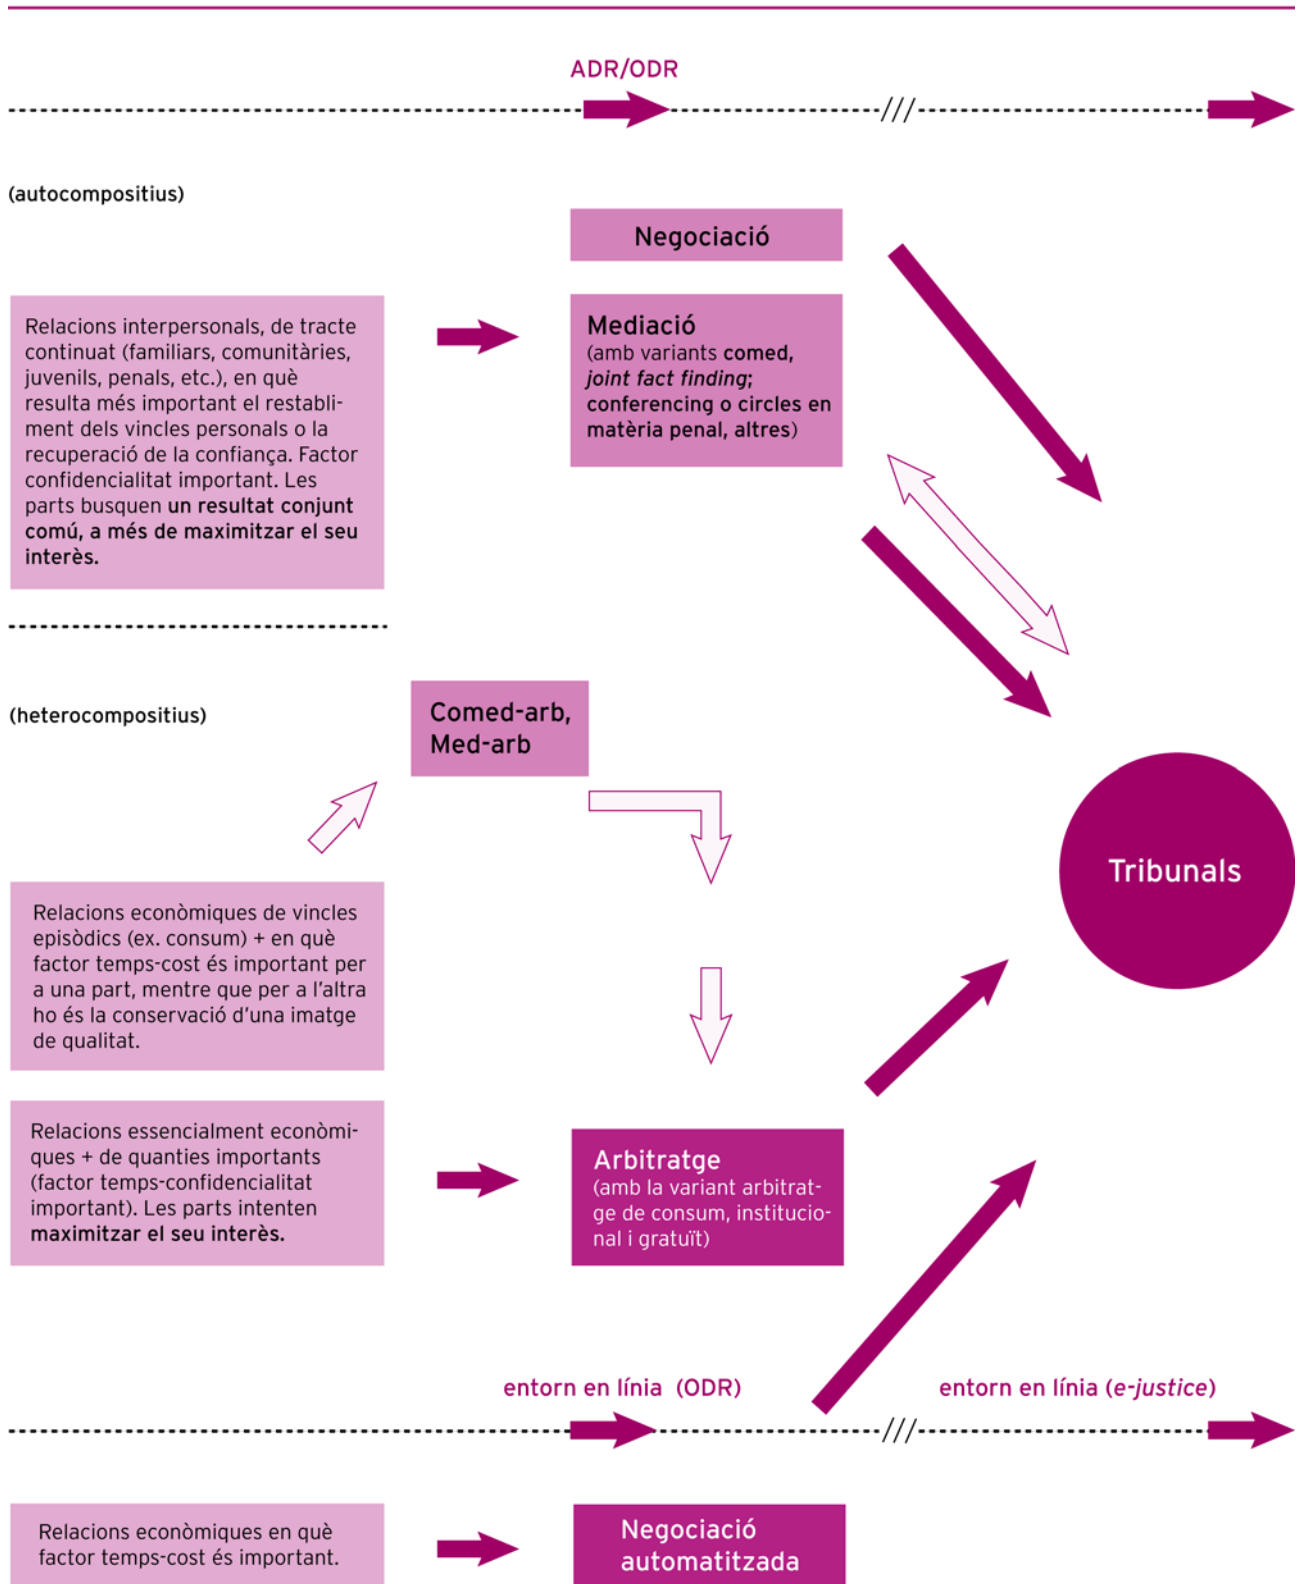 ADR/ODR
///
(autocompositius)
Negociació
Relacions interpersonals, de tracte
continuat (familiars, comunitàries,
juvenils, penals, etc.), en què
resulta més important el restabli-
ment dels vincles personals o la
recuperació de la confiança. Factor
confidencialitat important. Les
parts busquen un resultat conjunt
comú, a més de maximitzar el seu
interès.
Mediació
(amb variants comed,
joint fact finding;
conferencing o circles en
matèria penal, altres)
(heterocompositius)
Comed-arb,
Med-arb
Tribunals
Relacions econòmiques de vincles
episòdics (ex. consum) + en què
factor temps-cost és important per
a una part, mentre que per a l'altra
ho és la conservació d'una imatge
de qualitat.
Relacions essencialment econòmi-
ques + de quanties importants
(factor temps-confidencialitat
important). Les parts intenten
maximitzar el seu interès.
Arbitratge
(amb la variant arbitrat-
ge de consum, institucio-
nal i gratuït)
entorn en línia (ODR)
entorn en línia (e-justice)
///
Relacions econòmiques en què
factor temps-cost és important.
Negociació
automatitzada